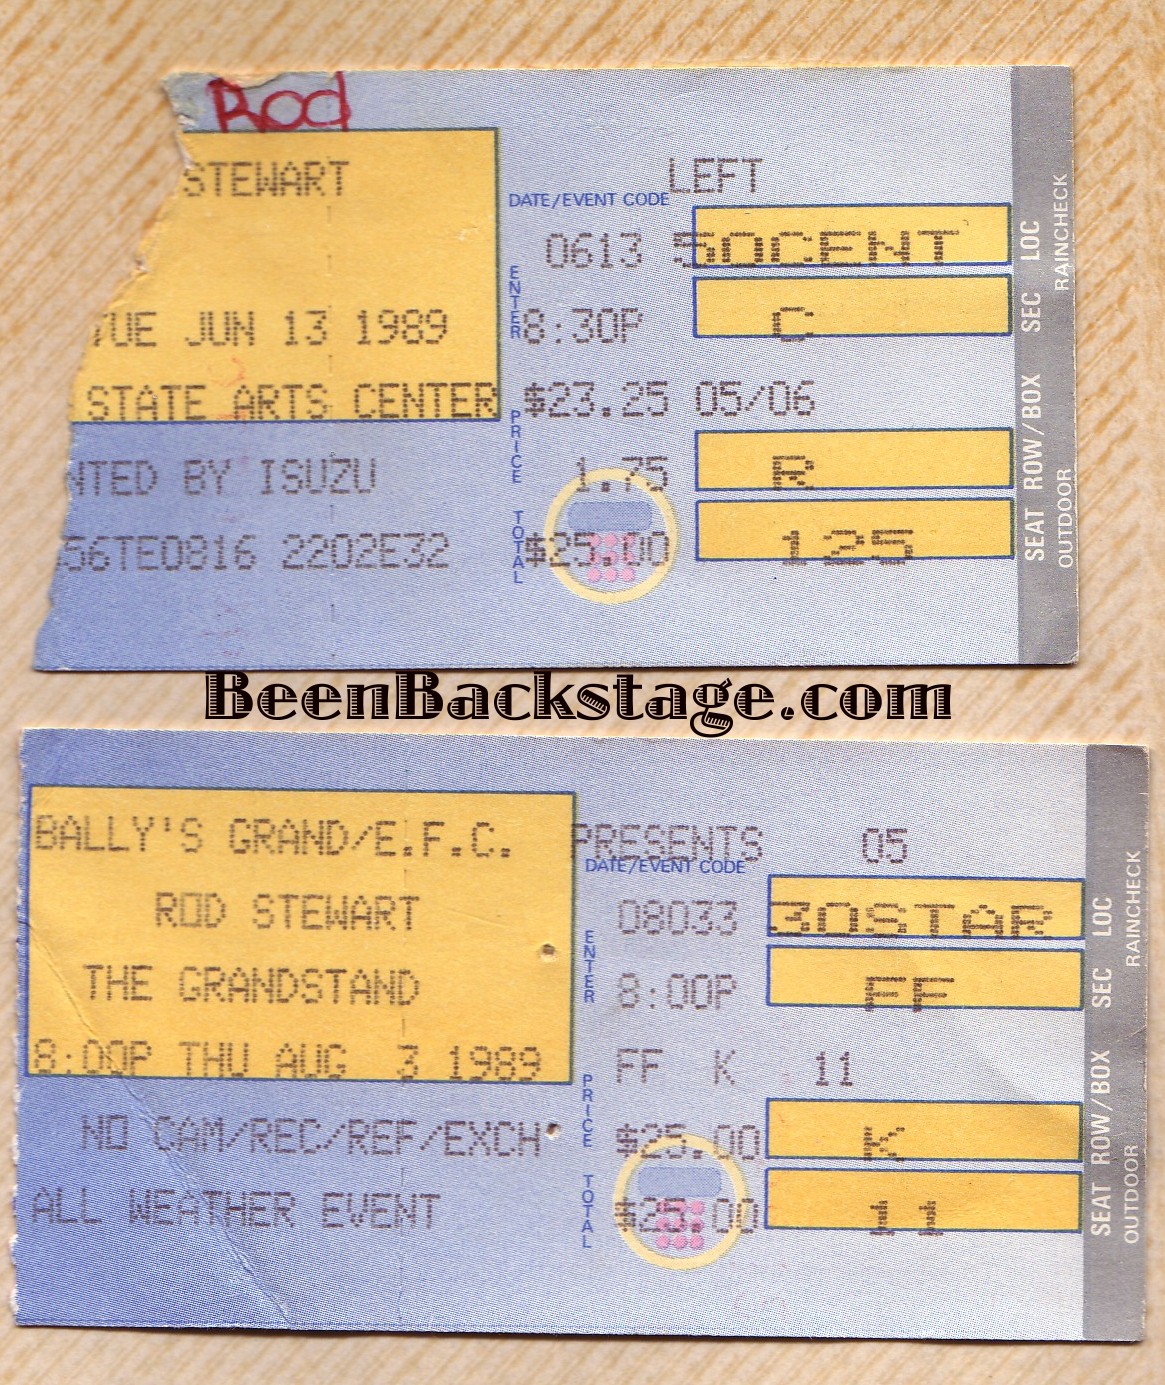 Rod
STEWART
LEFT
DATE/EVENT CODE
0613 50CENT
LOC
RAINCHECK
TUE JUN 13 1989
ENTER
8:30P
C
SEC
STATE ARTS CENTER
$23.25 05/06
NTED BY ISUZU
PRICE
1.75
R
ROW/BOX
56TE0816 2202E32
TOTAL
$25.00
125
SEAT
OUTDOOR
BeenBackstage.com
BALLY'S GRAND/E.F.C.
PRESENTS 05
DATE/EVENT CODE
ROD STEWART
08033 30STAR
LOC
RAINCHECK
THE GRANDSTAND
ENTER
8:00P
FF
SEC
8:00P THU AUG 3 1989
FF K 11
NO CAM/REC/REF/EXCH
PRICE
$25.00
K
ROW/BOX
ALL WEATHER EVENT
TOTAL
$25.00
11
SEAT
OUTDOOR